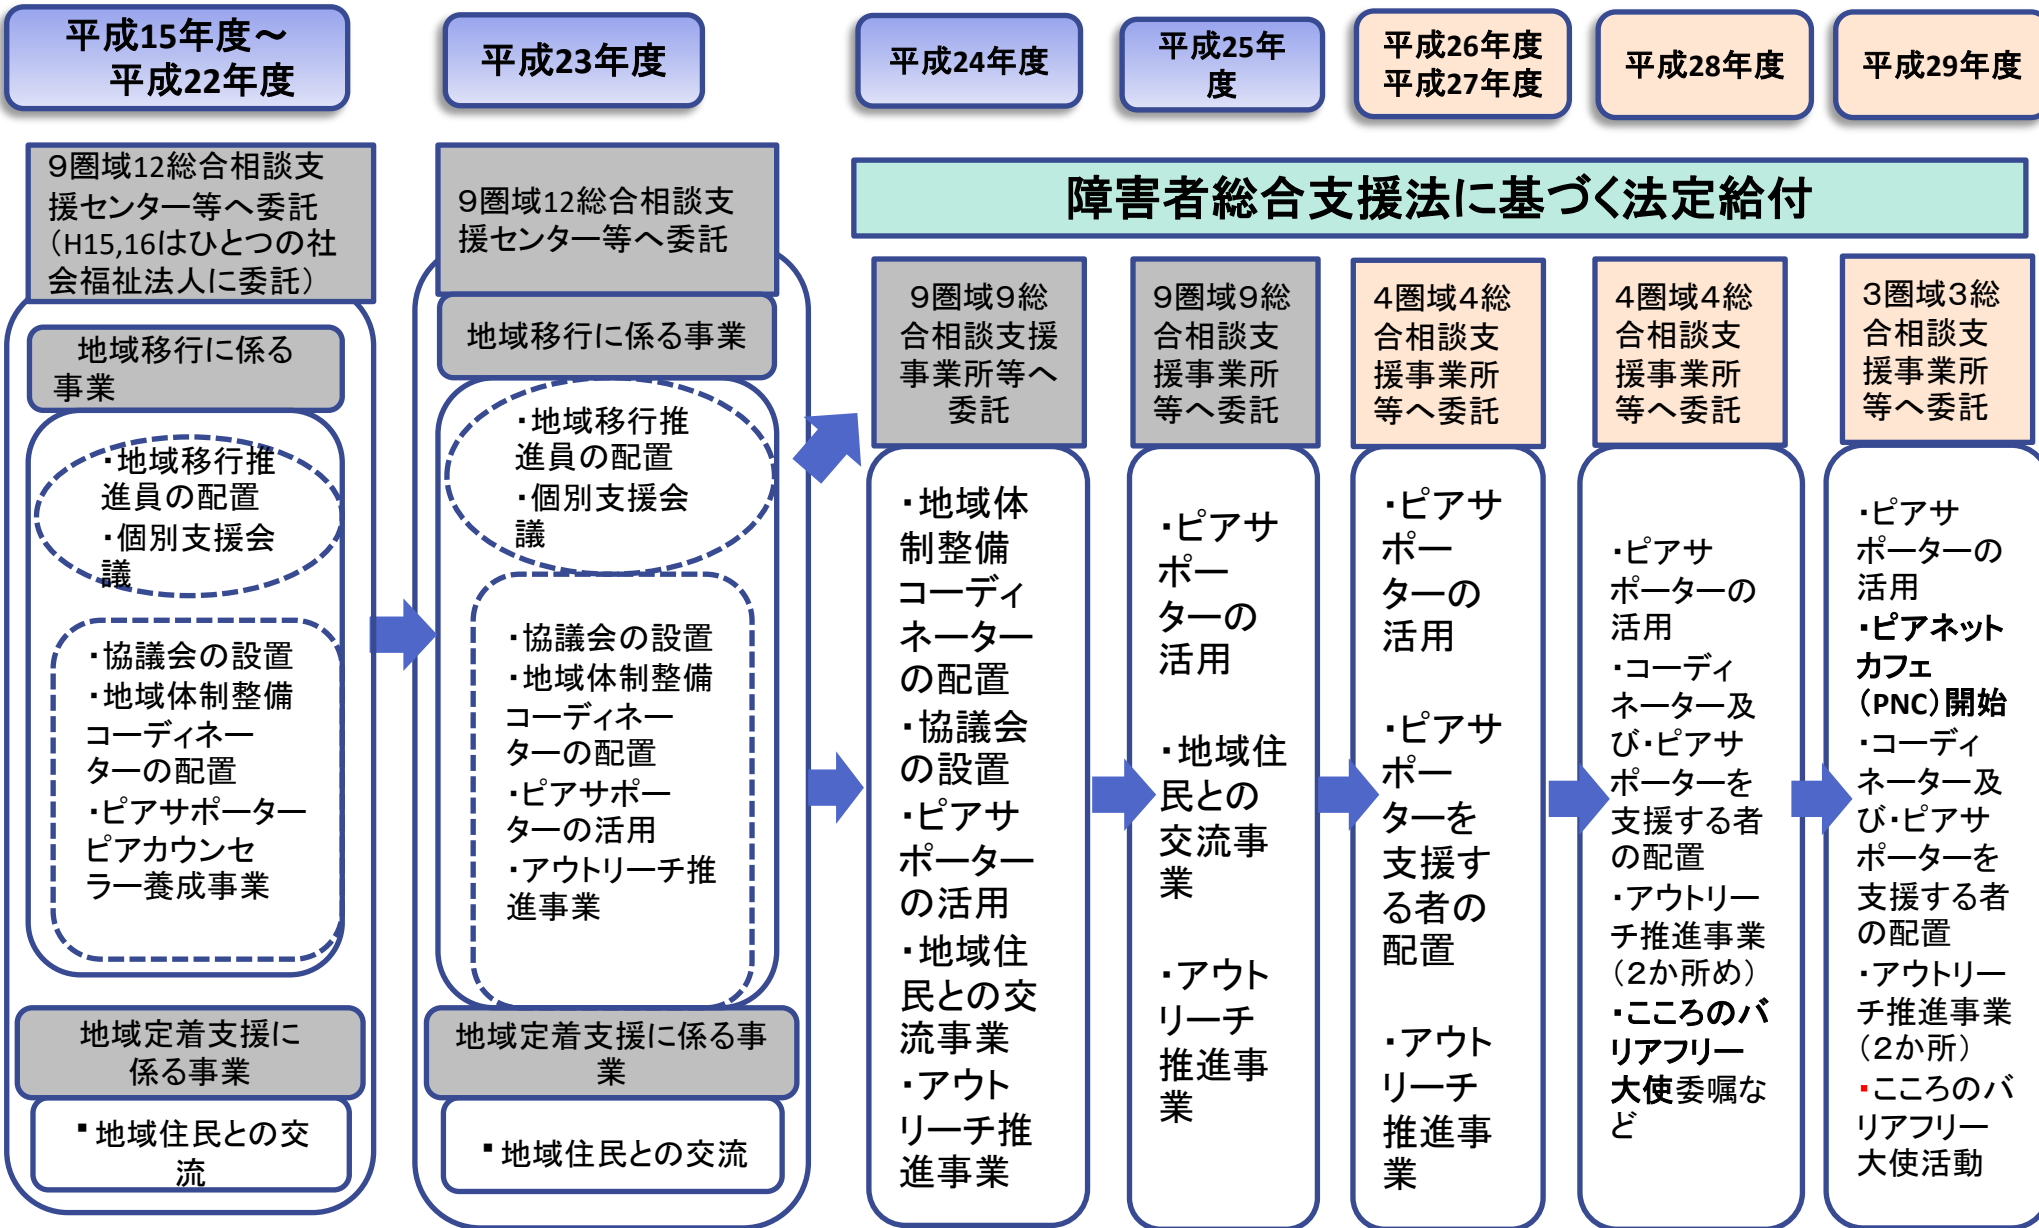 平成15年度～
平成22年度
平成23年度
平成24年度
平成25年
度
平成26年度
平成27年度
平成28年度
平成29年度
障害者総合支援法に基づく法定給付
９圏域12総合相談支
援センター等へ委託
（H15,16はひとつの社
会福祉法人に委託）
地域移行に係る
事業
・地域移行推
進員の配置
・個別支援会
議
・協議会の設置
・地域体制整備
コーディネー
ターの配置
・ピアサポーター
ピアカウンセ
ラー養成事業
地域定着支援に
係る事業
▪地域住民との交
流
９圏域12総合相談支
援センター等へ委託
地域移行に係る事業
・地域移行推
進員の配置
・個別支援会
議
・協議会の設置
・地域体制整備
コーディネー
ターの配置
・ピアサポー
ターの活用
・アウトリーチ推
進事業
地域定着支援に係る事
業
▪地域住民との交流
９圏域９総
合相談支援
事業所等へ
委託
・地域体
制整備
コーディ
ネーター
の配置
・協議会
の設置
・ピアサ
ポーター
の活用
・地域住
民との交
流事業
・アウト
リーチ推
進事業
９圏域９総
合相談支
援事業所
等へ委託
・ピアサ
ポー
ターの
活用
・地域住
民との
交流事
業
・アウト
リーチ
推進事
業
４圏域４総
合相談支
援事業所
等へ委託
・ピアサ
ポー
ターの
活用
・ピアサ
ポー
ターを
支援す
る者の
配置
・アウト
リーチ
推進事
業
４圏域４総
合相談支
援事業所
等へ委託
・ピアサ
ポーターの
活用
・コーディ
ネーター及
び・ピアサ
ポーターを
支援する者
の配置
・アウトリー
チ推進事業
（２か所め）
・こころのバ
リアフリー
大使委嘱な
ど
３圏域３総
合相談支
援事業所
等へ委託
・ピアサ
ポーターの
活用
・ピアネット
カフェ
（PNC）開始
・コーディ
ネーター及
び・ピアサ
ポーターを
支援する者
の配置
・アウトリー
チ推進事業
（２か所）
・こころのバ
リアフリー
大使活動